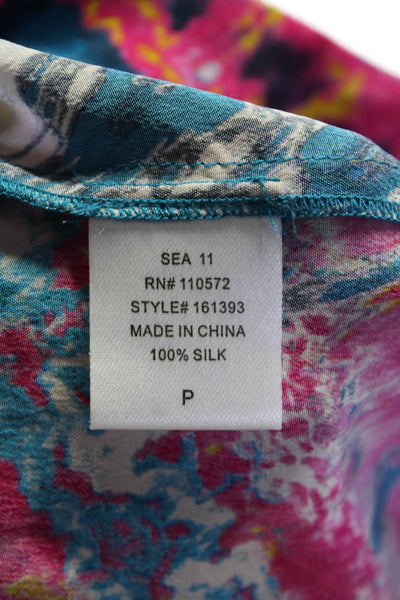 SEA 11
RN# 110572
STYLE# 161393
MADE IN CHINA
100% SILK
P